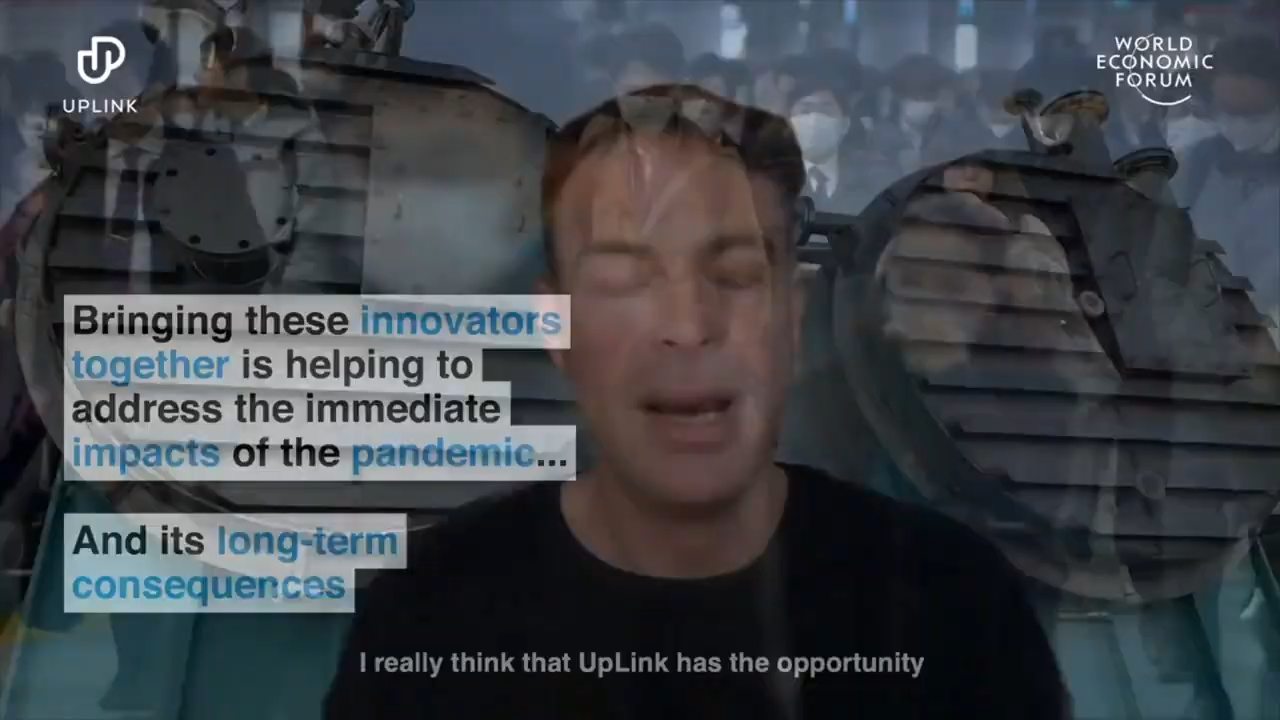 UPLINK
WORLD
ECONOMIC
FORUM
Bringing these innovators
together is helping to
address the immediate
impacts of the pandemic...
And its long-term
consequences
I really think that UpLink has the opportunity